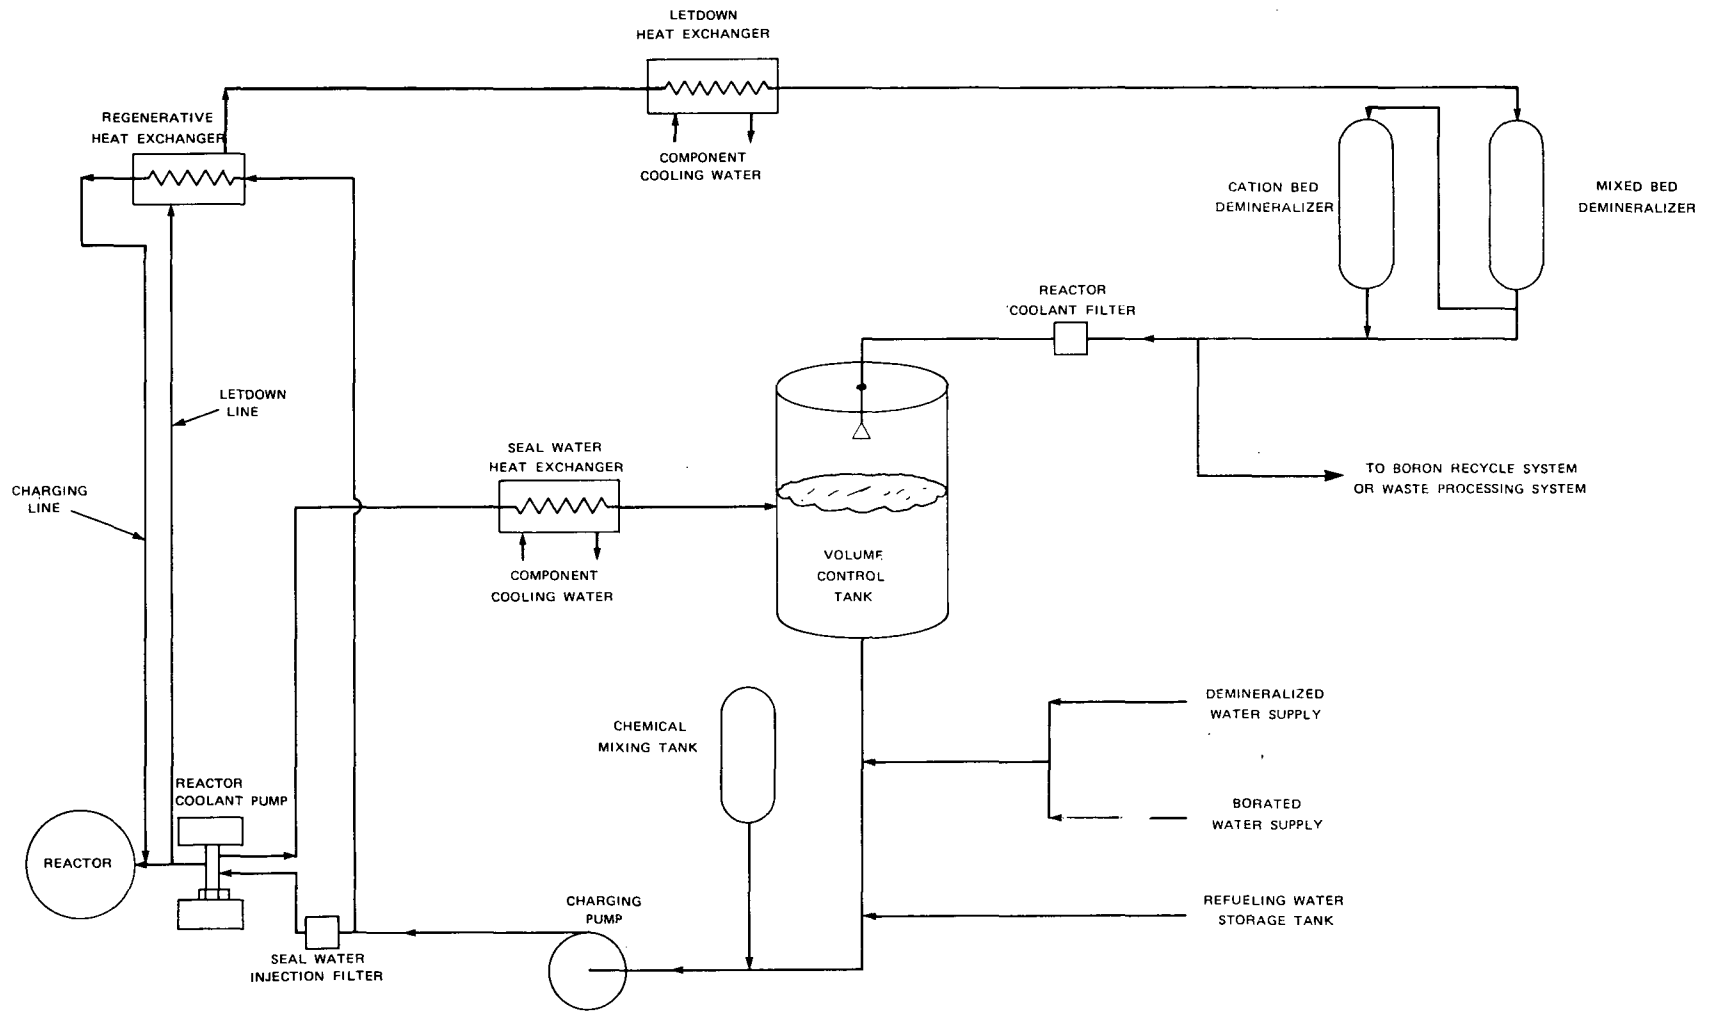 LETDOWN
HEAT EXCHANGER
REGENERATIVE
HEAT EXCHANGER
COMPONENT
COOLING WATER
CATION BED
DEMINERALIZER
MIXED BED
DEMINERALIZER
REACTOR
COOLANT FILTER
LETDOWN
LINE
SEAL WATER
HEAT EXCHANGER
TO BORON RECYCLE SYSTEM
OR WASTE PROCESSING SYSTEM
CHARGING
LINE
VOLUME
CONTROL
TANK
COMPONENT
COOLING WATER
DEMINERALIZED
WATER SUPPLY
CHEMICAL
MIXING TANK
REACTOR
COOLANT PUMP
BORATED
WATER SUPPLY
REACTOR
CHARGING
PUMP
REFUELING WATER
STORAGE TANK
SEAL WATER
INJECTION FILTER